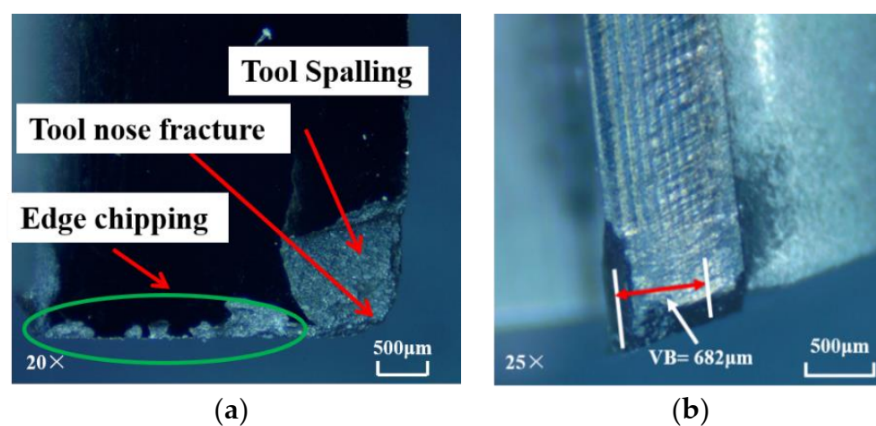 Tool Spalling
Tool nose fracture
Edge chipping
20×
500μm
(a)
VB= 682μm
25×
500μm
(b)